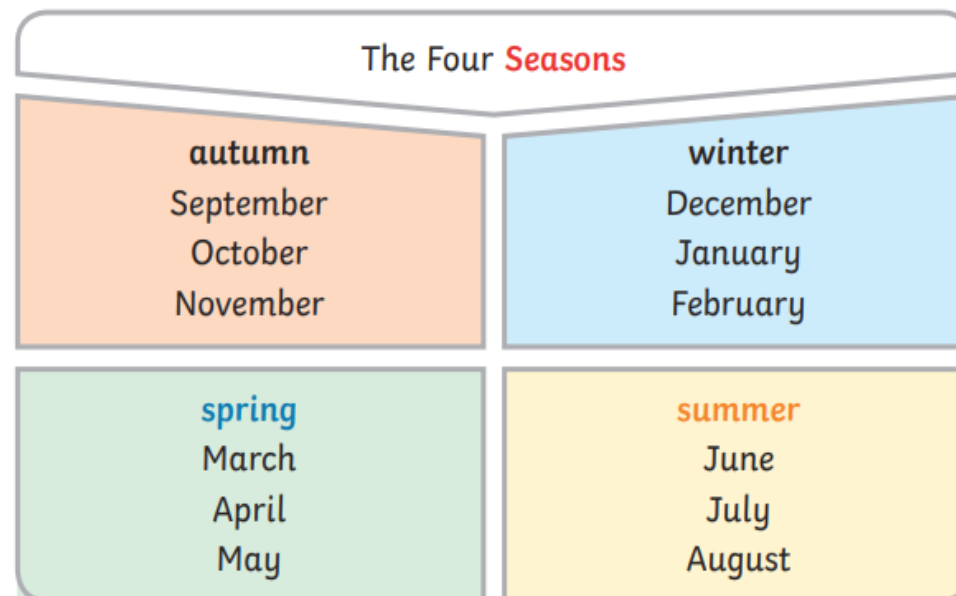 The Four Seasons
autumn
September
October
November
winter
December
January
February
spring
March
April
May
summer
June
July
August